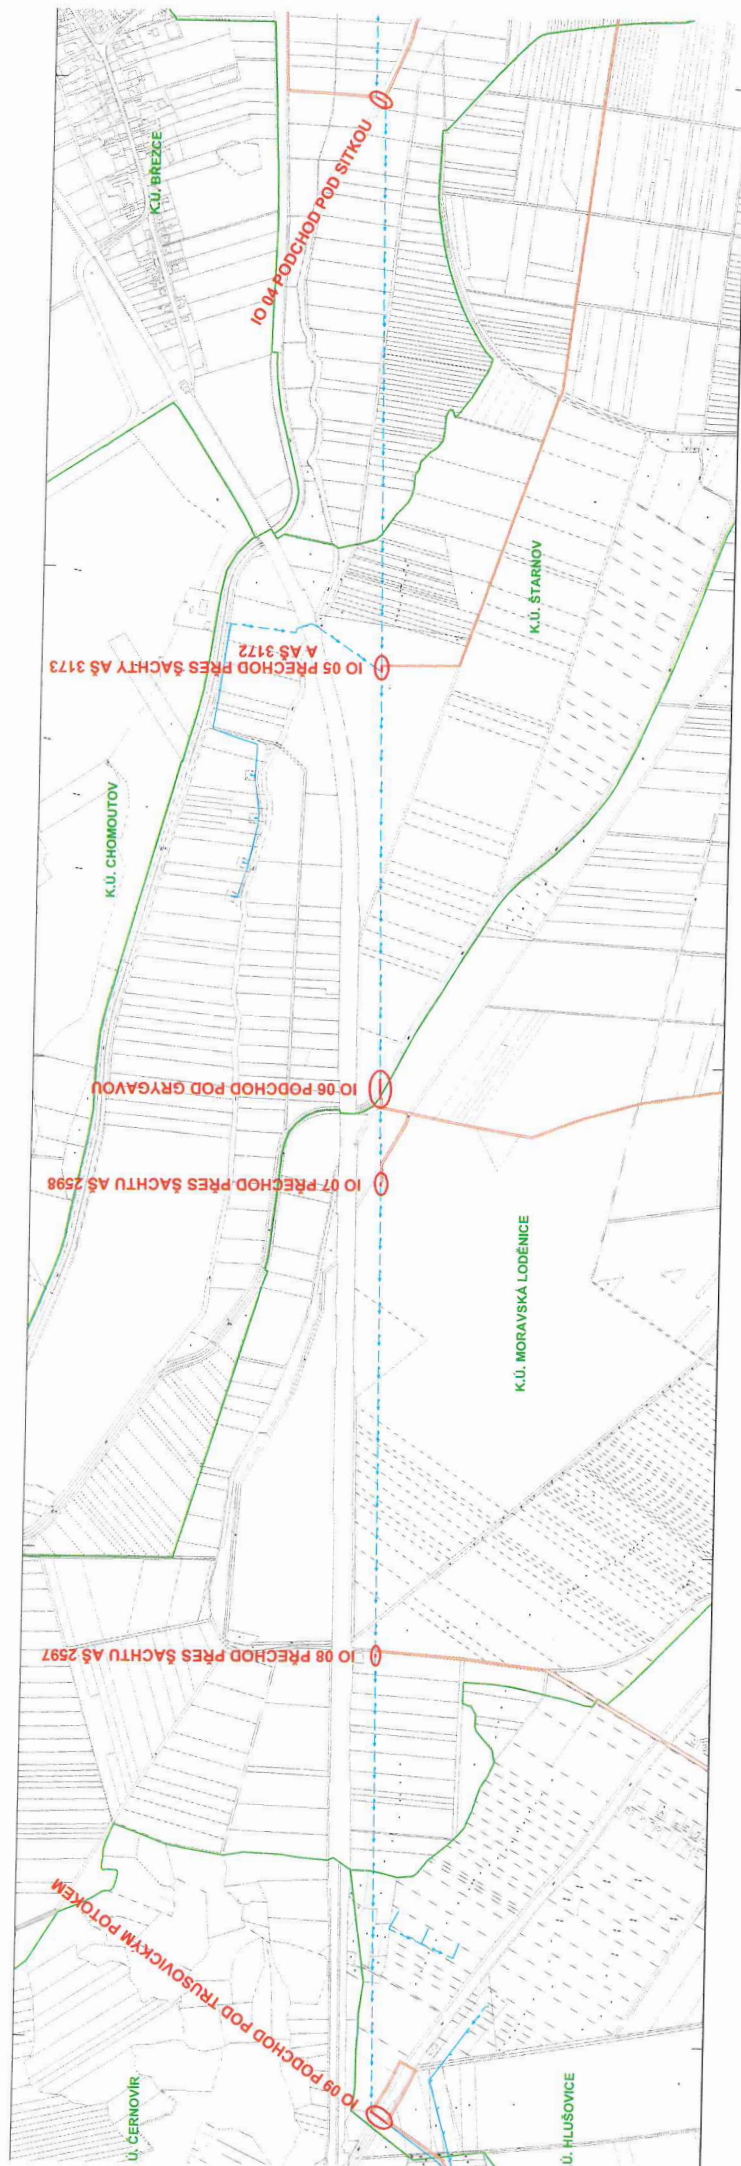 K.Ú. BŘEZCE
IO 04 PODCHOD POD SITKOU
K.Ú. ŠTARNOV
IO 05 PŘECHOD PŘES ŠACHTY AŠ 3173
A AŠ 3172
K.Ú. CHOMOUTOV
IO 06 PODCHOD POD GRYGAVOU
IO 07 PŘECHOD PŘES ŠACHTU AŠ 2598
K.Ú. MORAVSKÁ LODĚNICE
IO 08 PŘECHOD PŘES ŠACHTU AŠ 2597
IO 09 PODCHOD POD TRUSOVICKÝM POTOKEM
.Ú. ČERNOVÍR
.Ú. HLUŠOVICE